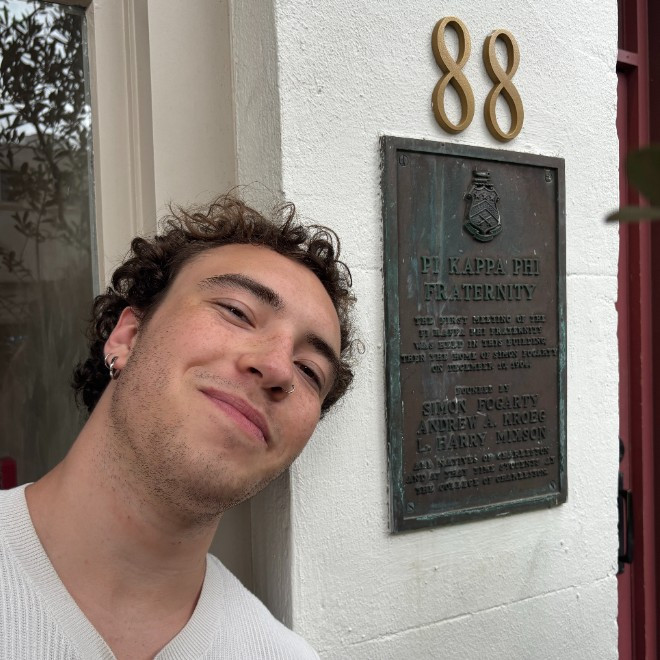 88
PI KAPPA PHI
FRATERNITY
THE FIRST MEETING OF THE
PI KAPPA PHI FRATERNITY
WAS HELD IN THIS BUILDING,
THEN THE HOME OF SIMON FOGARTY
ON DECEMBER 10, 1904.
FOUNDED BY
SIMON FOGARTY
ANDREW A. KROEG
L. HARRY MIXSON
ALL NATIVES OF CHARLESTON
AND AT THAT TIME STUDENTS AT
THE COLLEGE OF CHARLESTON.